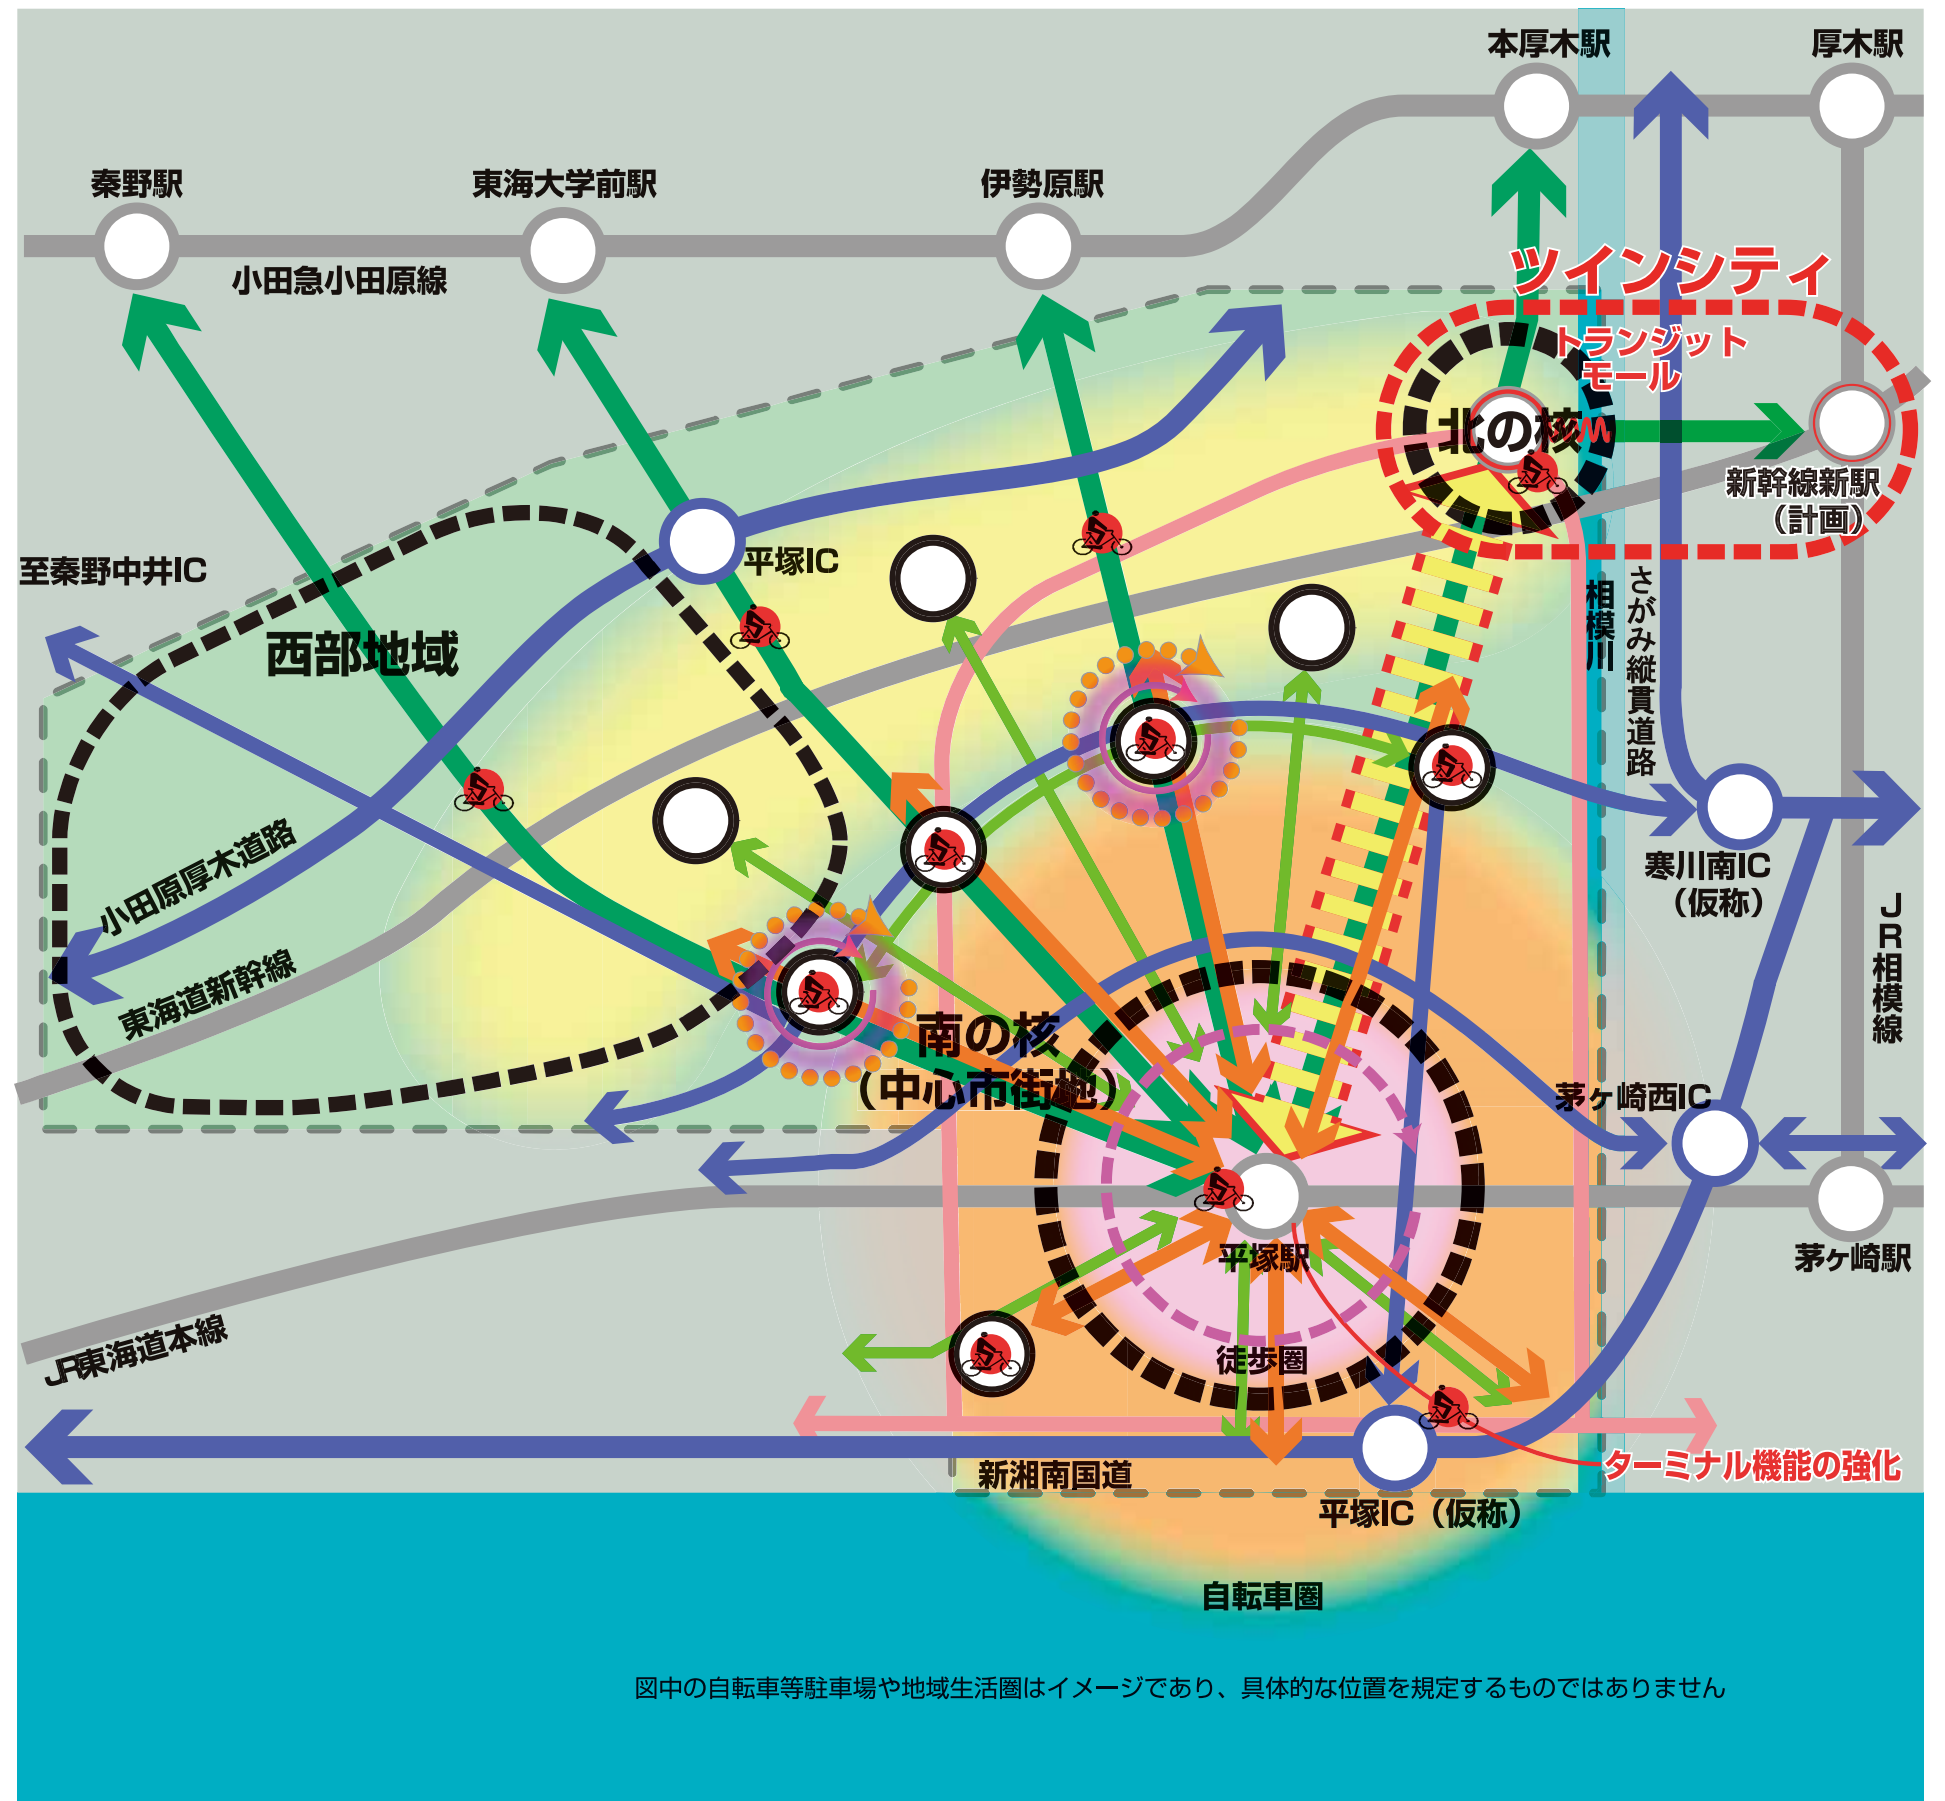 本厚木駅
厚木駅
秦野駅
東海大学前駅
伊勢原駅
小田急小田原線
ツインシティ
トランジット
モール
北の核
新幹線新駅
（計画）
至秦野中井IC
平塚IC
西部地域
相模川
さがみ縦貫道路
小田原厚木道路
寒川南IC
（仮称）
JR相模線
東海道新幹線
南の核
（中心市街地）
茅ヶ崎西IC
平塚駅
茅ヶ崎駅
JR東海道本線
徒歩圏
ターミナル機能の強化
新湘南国道
平塚IC（仮称）
自転車圏
図中の自転車等駐車場や地域生活圏はイメージであり、具体的な位置を規定するものではありません